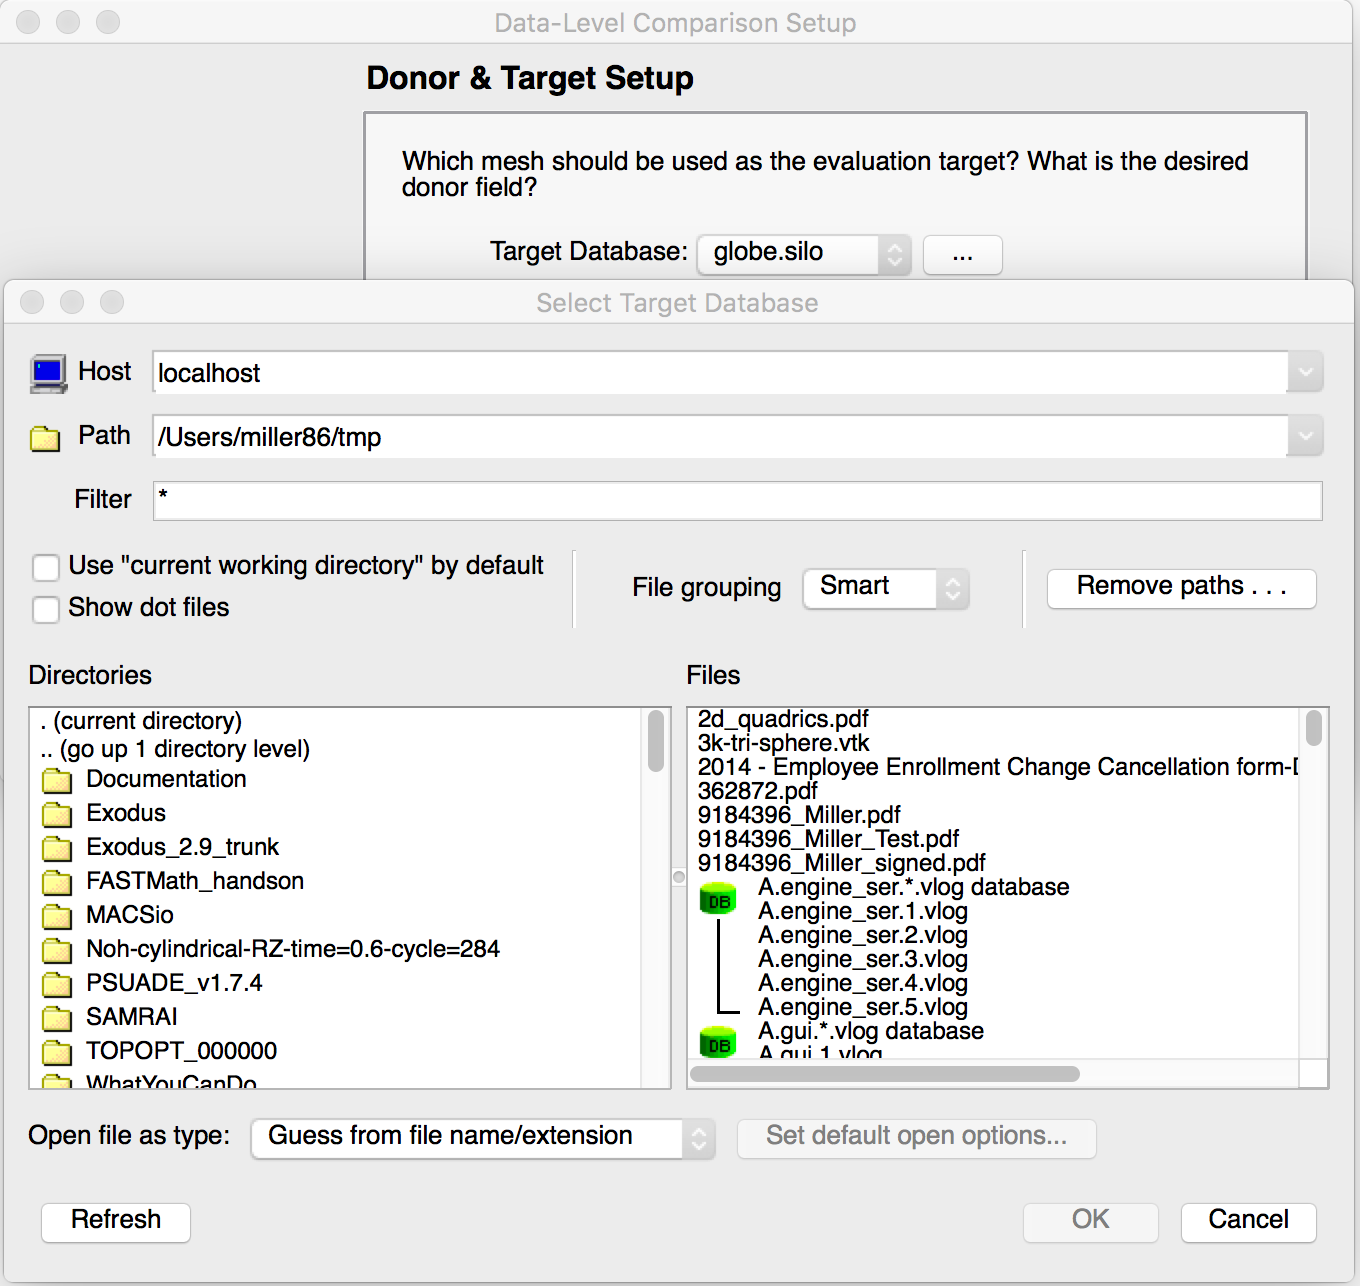 Data-Level Comparison Setup
Donor & Target Setup
Which mesh should be used as the evaluation target? What is the desired
donor field?
Target Database: globe.silo ...
Select Target Database
Host localhost
Path /Users/miller86/tmp
Filter *
Use "current working directory" by default
Show dot files
File grouping Smart
Remove paths . . .
Directories
. (current directory)
.. (go up 1 directory level)
Documentation
Exodus
Exodus_2.9_trunk
FASTMath_handson
MACSio
Noh-cylindrical-RZ-time=0.6-cycle=284
PSUADE_v1.7.4
SAMRAI
TOPOPT_000000
WhatYouCanDo
Files
2d_quadrics.pdf
3k-tri-sphere.vtk
2014 - Employee Enrollment Change Cancellation form-
362872.pdf
9184396_Miller.pdf
9184396_Miller_Test.pdf
9184396_Miller_signed.pdf
DB A.engine_ser.*.vlog database
A.engine_ser.1.vlog
A.engine_ser.2.vlog
A.engine_ser.3.vlog
A.engine_ser.4.vlog
A.engine_ser.5.vlog
DB A.gui.*.vlog database
A.gui.1.vlog
Open file as type: Guess from file name/extension Set default open options...
Refresh OK Cancel